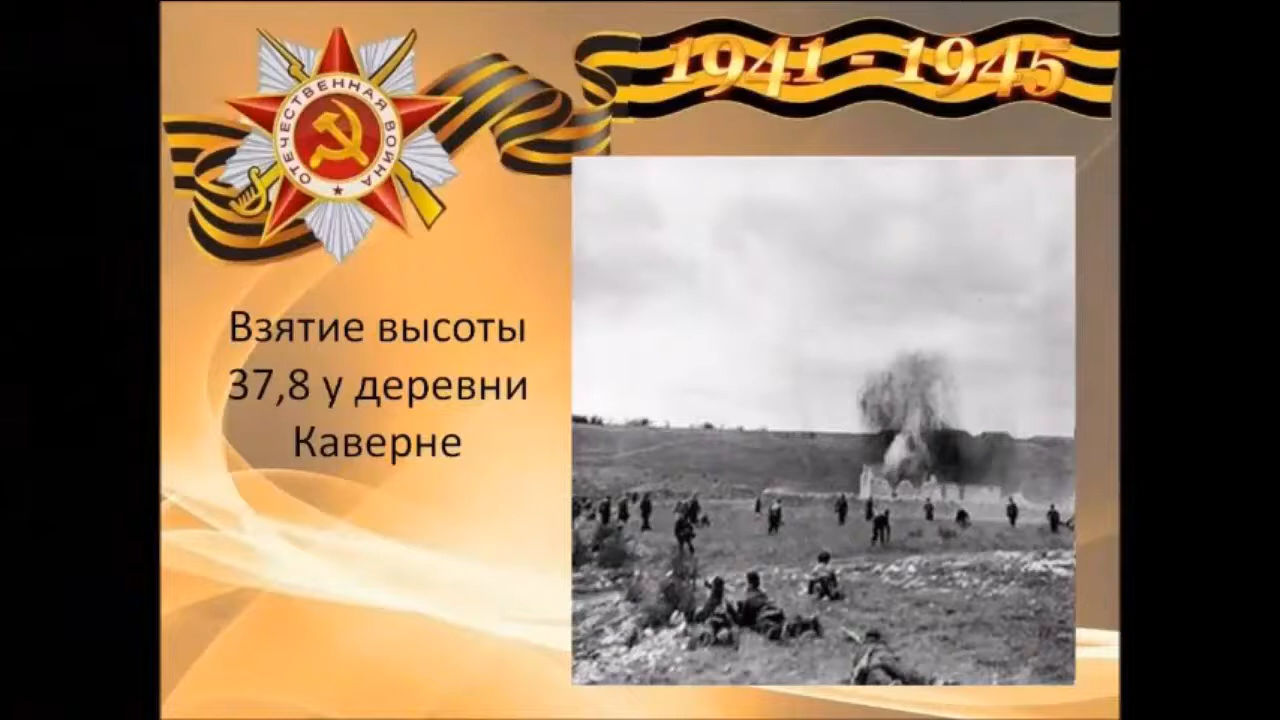 1941 - 1945
ОТЕЧЕСТВЕННАЯ ВОЙНА
Взятие высоты
37,8 у деревни
Каверне